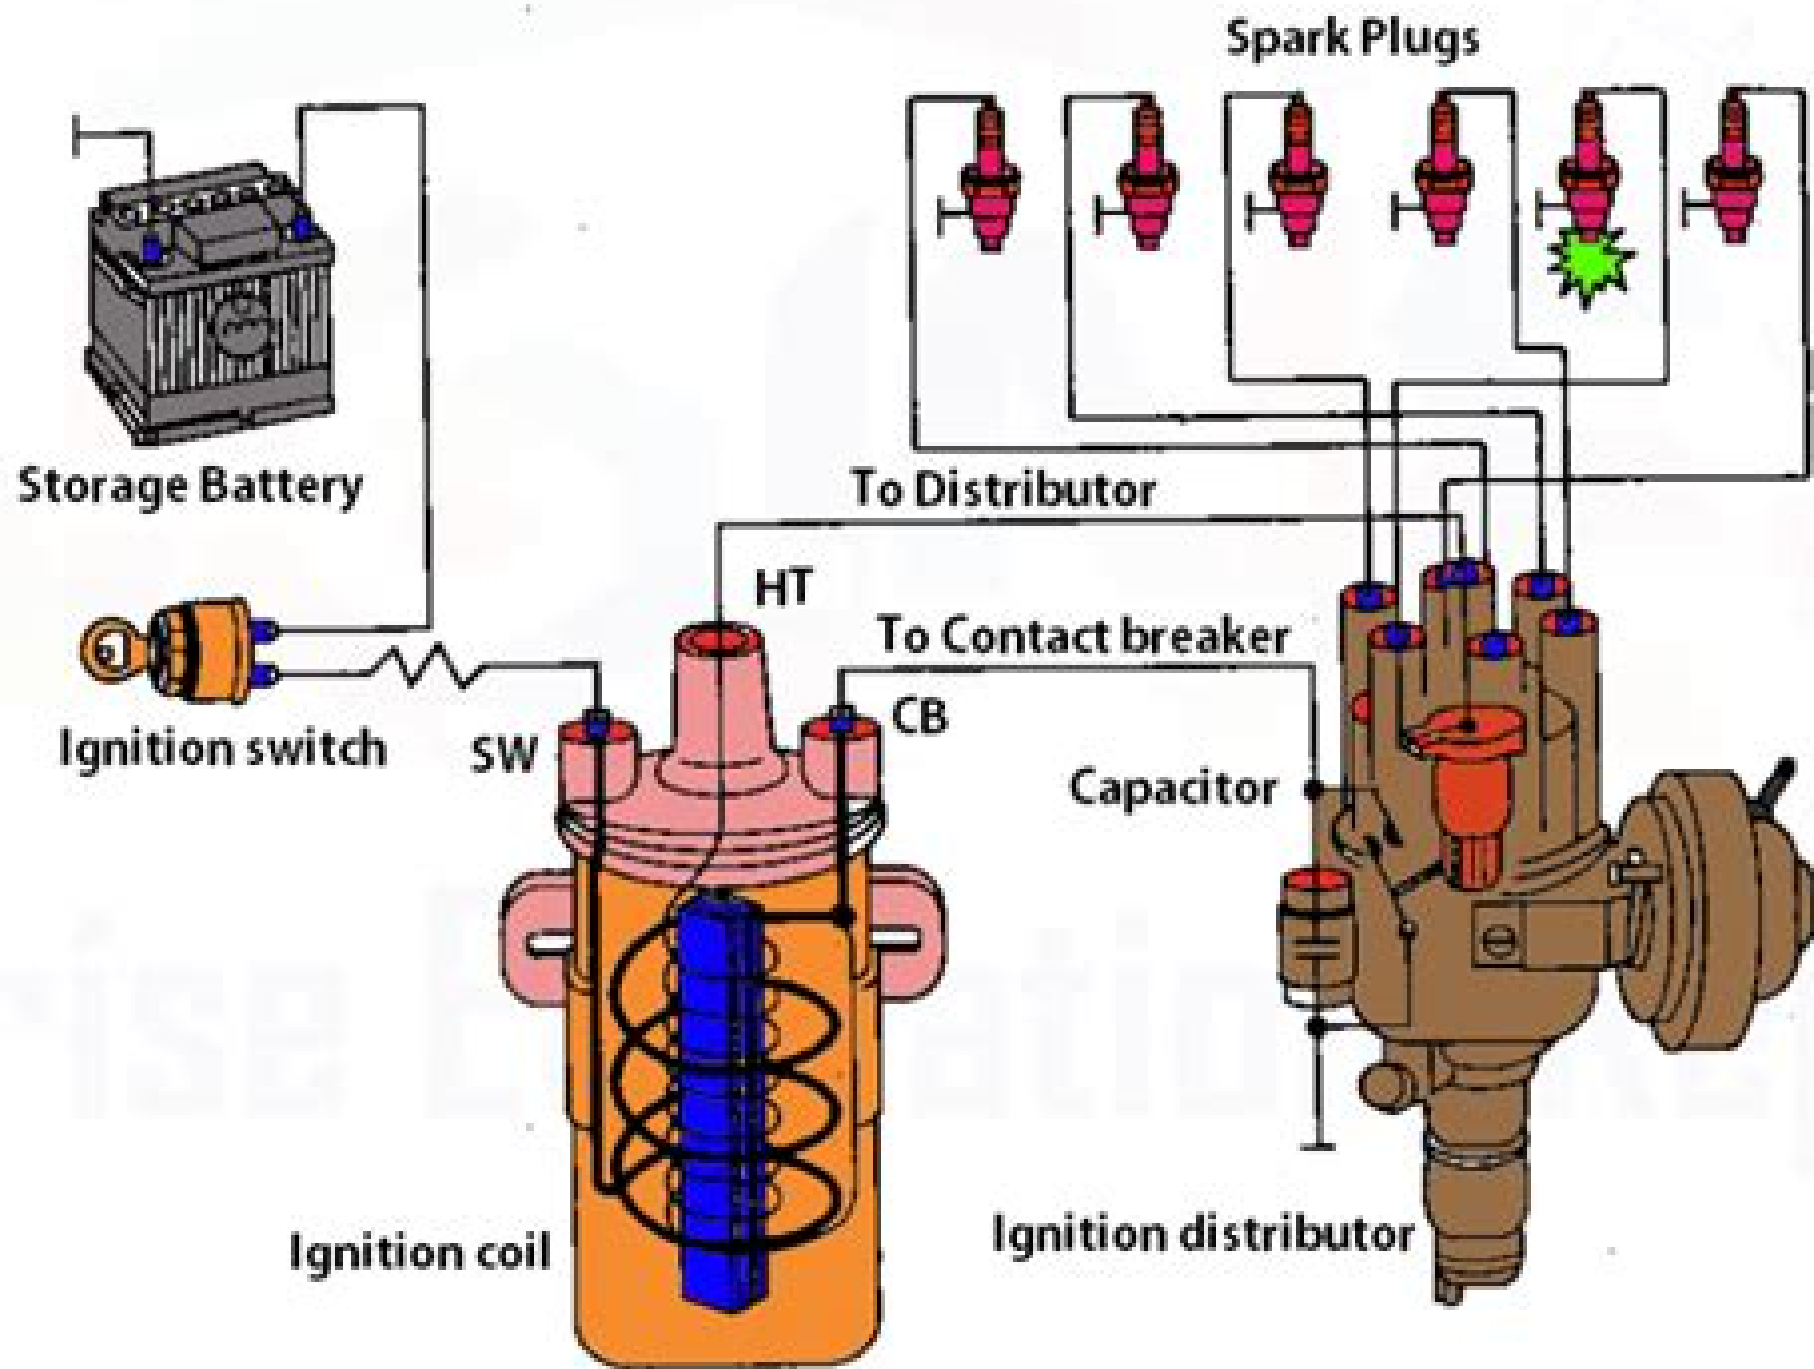 Spark Plugs
Storage Battery
To Distributor
HT
To Contact breaker
Ignition switch
SW
CB
Capacitor
Ignition coil
Ignition distributor